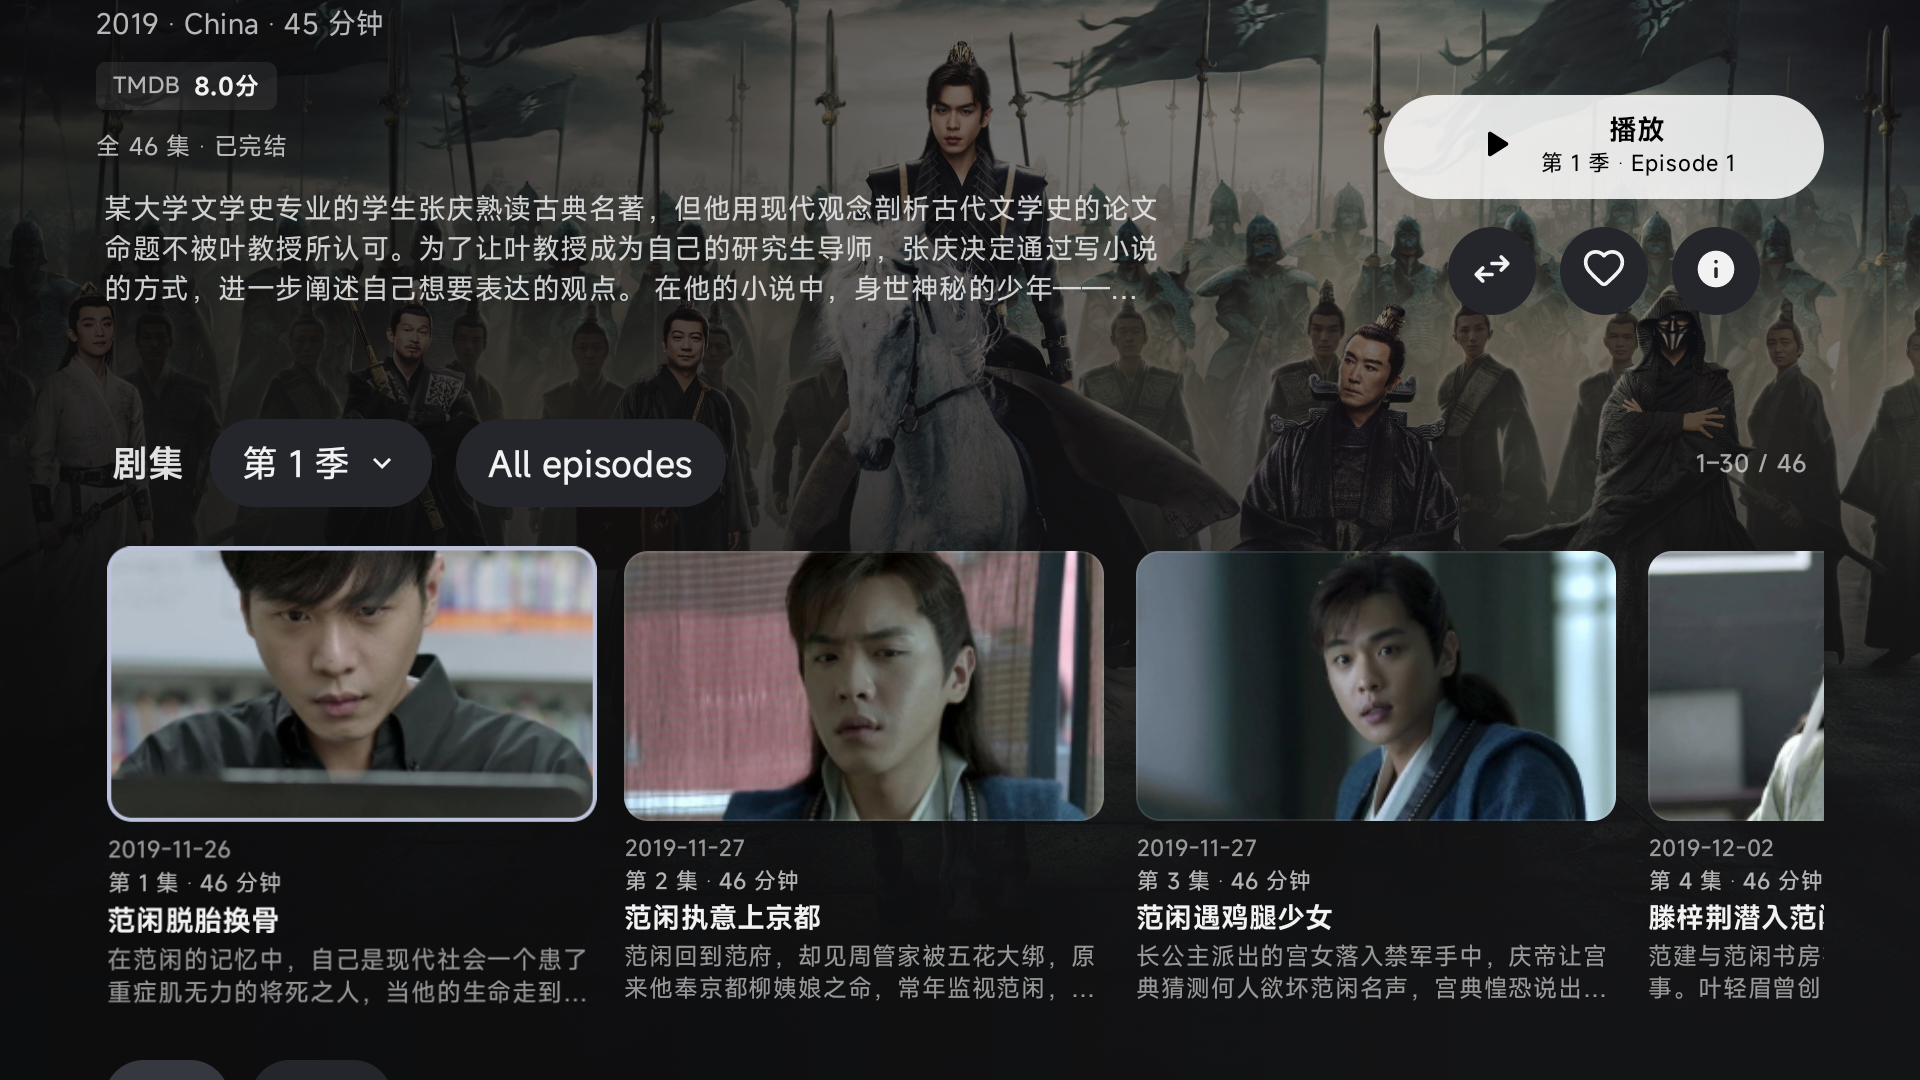 2019 · China · 45 分钟
TMDB 8.0分
全 46 集 · 已完结
播放
第 1 季 · Episode 1
某大学文学史专业的学生张庆熟读古典名著，但他用现代观念剖析古代文学史的论文
命题不被叶教授所认可。为了让叶教授成为自己的研究生导师，张庆决定通过写小说
的方式，进一步阐述自己想要表达的观点。 在他的小说中，身世神秘的少年——…
剧集
第 1 季
All episodes
1–30 / 46
2019-11-26
第 1 集 · 46 分钟
范闲脱胎换骨
在范闲的记忆中，自己是现代社会一个患了
重症肌无力的将死之人，当他的生命走到…
2019-11-27
第 2 集 · 46 分钟
范闲执意上京都
范闲回到范府，却见周管家被五花大绑，原
来他奉京都柳姨娘之命，常年监视范闲，…
2019-11-27
第 3 集 · 46 分钟
范闲遇鸡腿少女
长公主派出的宫女落入禁军手中，庆帝让宫
典猜测何人欲坏范闲名声，宫典惶恐说出…
2019-12-02
第 4 集 · 46 分钟
滕梓荆潜入范
范建与范闲书房
事。叶轻眉曾创